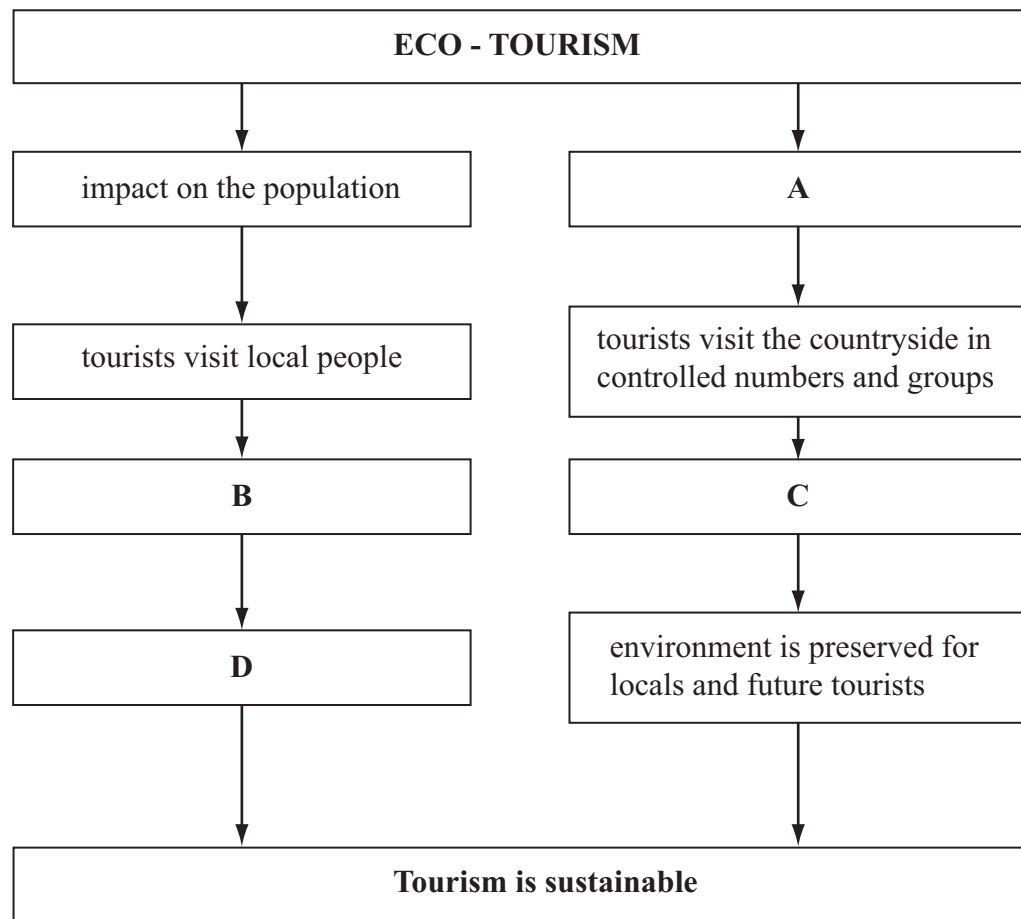 ECO - TOURISM
impact on the population
A
tourists visit local people
tourists visit the countryside in
controlled numbers and groups
B
C
D
environment is preserved for
locals and future tourists
Tourism is sustainable